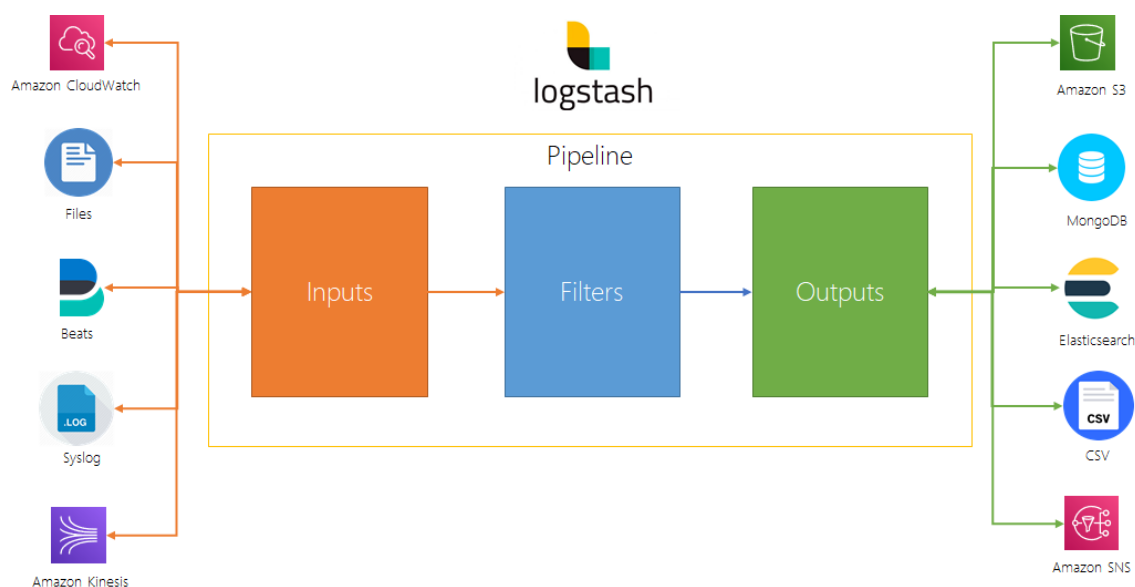 logstash
Pipeline
Inputs
Filters
Outputs
Amazon CloudWatch
Files
Beats
.LOG
Syslog
Amazon Kinesis
Amazon S3
MongoDB
Elasticsearch
CSV
CSV
Amazon SNS